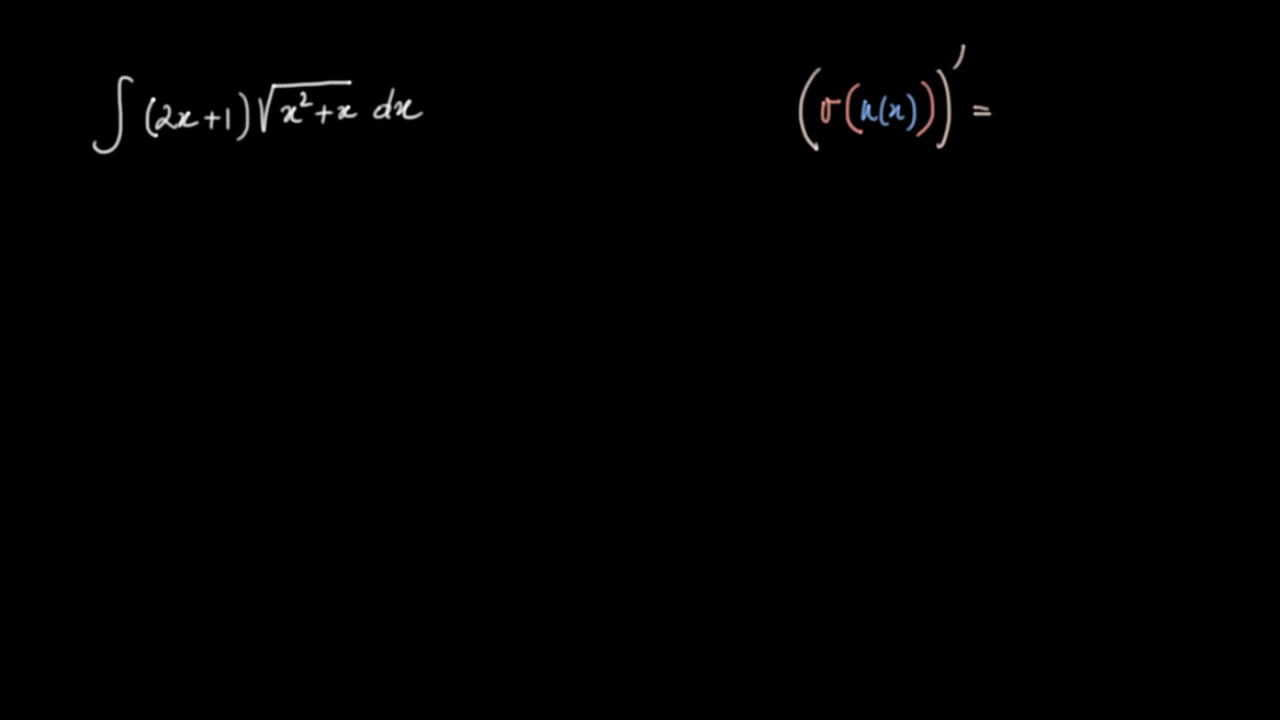 ∫ (2x+1) √(x²+x) dx
(σ(u(x)))′ =